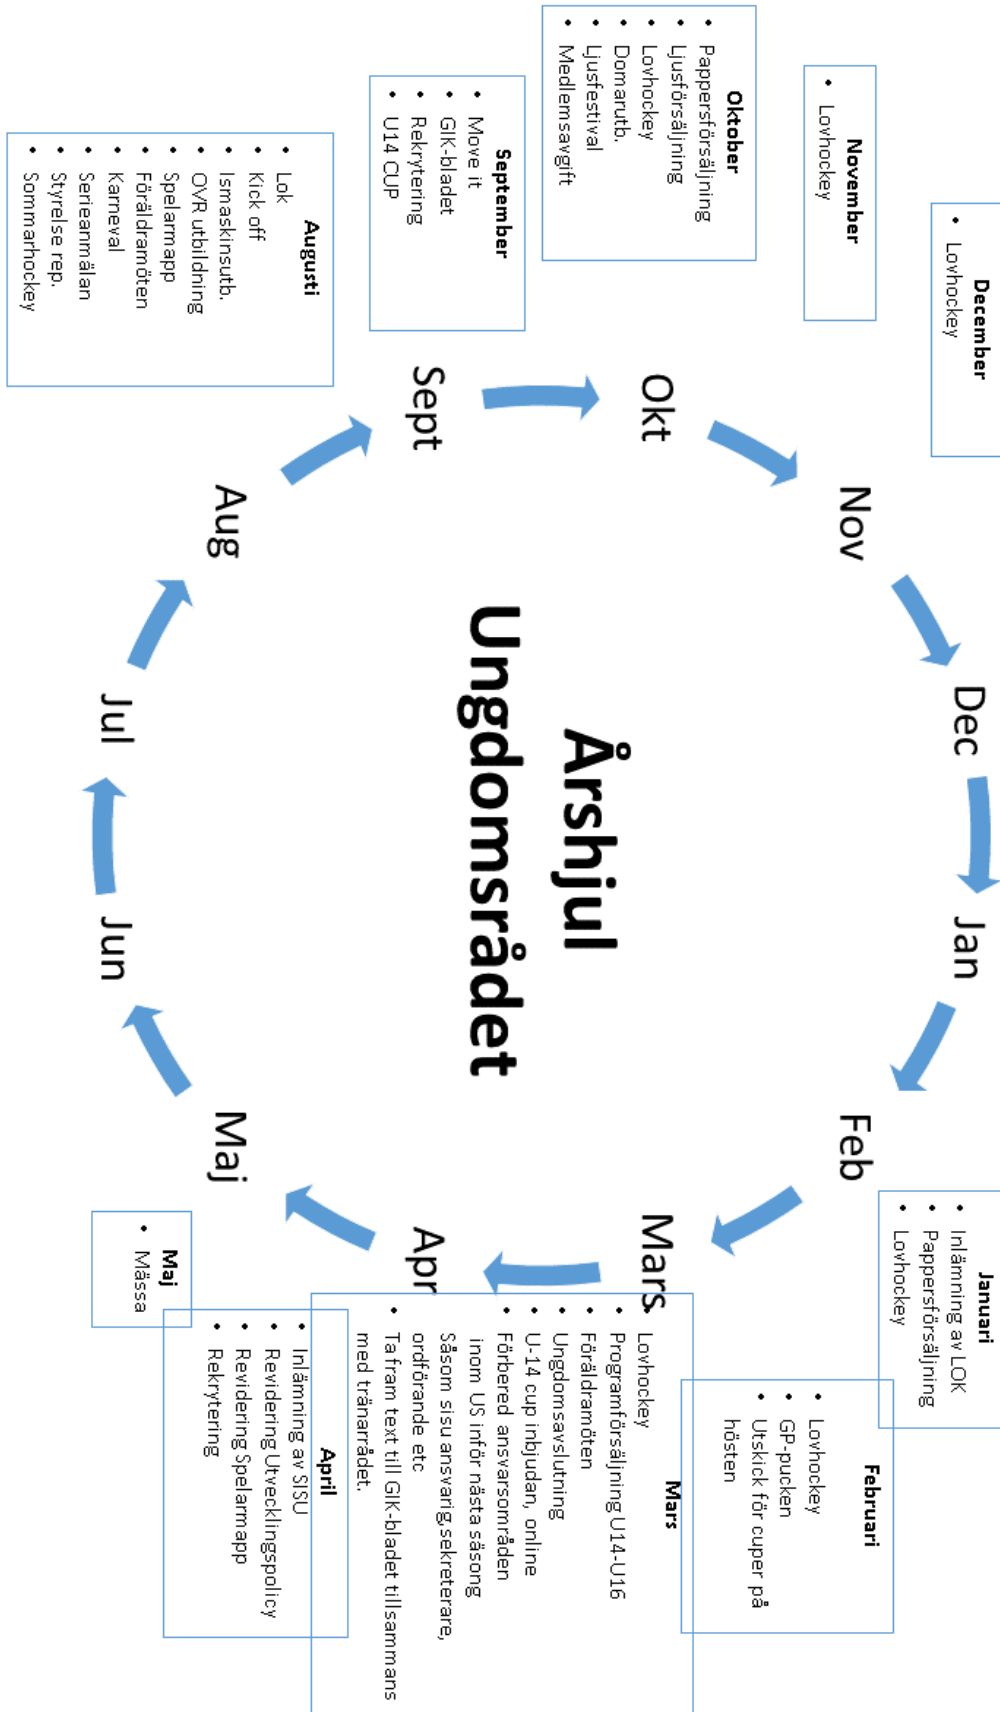 Årshjul
Ungdomsrådet
Jan
Feb
Mars
Apr
Maj
Jun
Jul
Aug
Sept
Okt
Nov
Dec
Januari
• Inlämning av LOK
• Pappersförsäljning
• Lovhockey
Februari
• Lovhockey
• GP-pucken
• Utskick för cuper på
hösten
Mars
• Lovhockey
• Programförsäljning U14-U16
• Föräldramöten
• Ungdomsavslutning
• U-14 cup inbjudan, online
• Förbered ansvarsområden
inom US inför nästa säsong
Såsom sisu ansvarig,sekreterare,
ordförande etc
• Ta fram text till GIK-bladet tillsammans
med tränarrådet.
April
• Inlämning av SISU
• Revidering Utvecklingspolicy
• Revidering Spelarmapp
• Rekrytering
Maj
• Mässa
Augusti
• Lok
• Kick off
• Ismaskinsutb.
• OVR utbildning
• Spelarmapp
• Föräldramöten
• Karneval
• Serieanmälan
• Styrelse rep.
• Sommarhockey
September
• Move it
• GIK-bladet
• Rekrytering
• U14 CUP
Oktober
• Pappersförsäljning
• Ljusförsäljning
• Lovhockey
• Domarutb.
• Ljusfestival
• Medlemsavgift
November
• Lovhockey
December
• Lovhockey